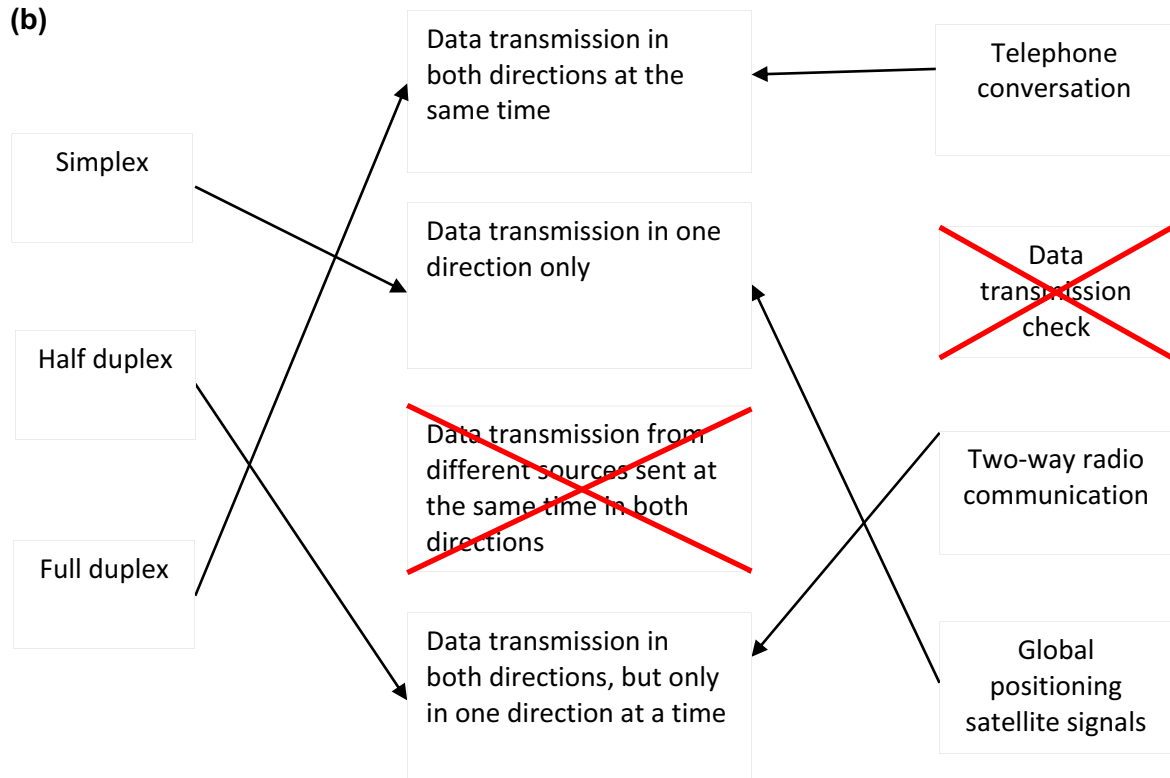 (b)
Simplex
Half duplex
Full duplex
Data transmission in
both directions at the
same time
Data transmission in one
direction only
Data transmission from
different sources sent at
the same time in both
directions
Data transmission in
both directions, but only
in one direction at a time
Telephone
conversation
Data
transmission
check
Two-way radio
communication
Global
positioning
satellite signals